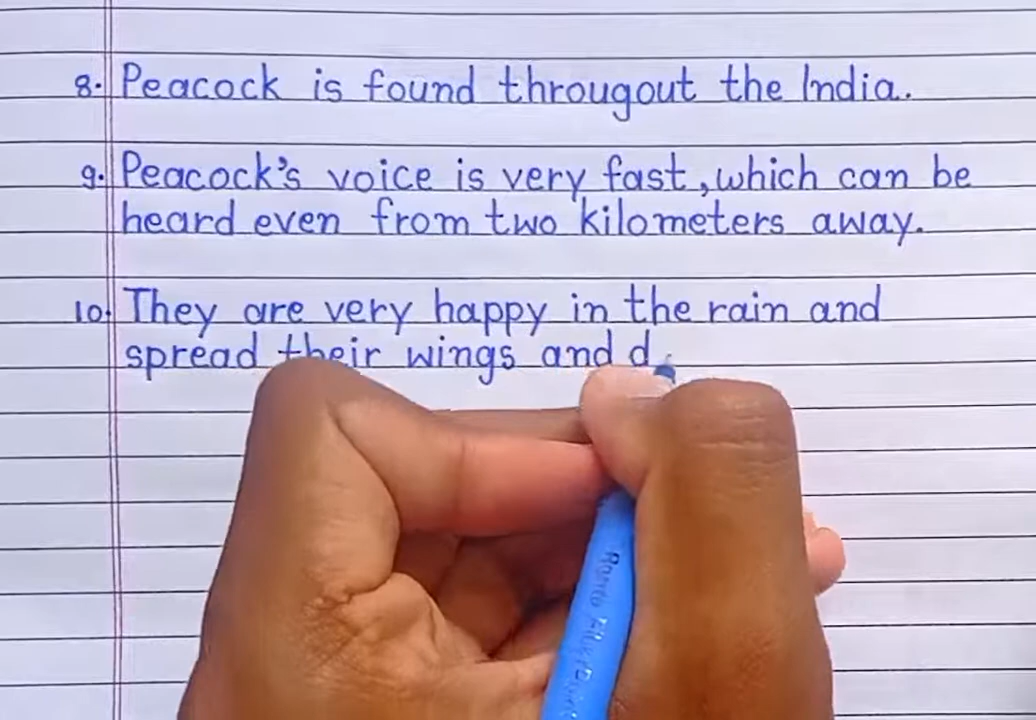 8. Peacock is found througout the India.
9. Peacock's voice is very fast, which can be
heard even from two kilometers away.
10. They are very happy in the rain and
spread their wings and d